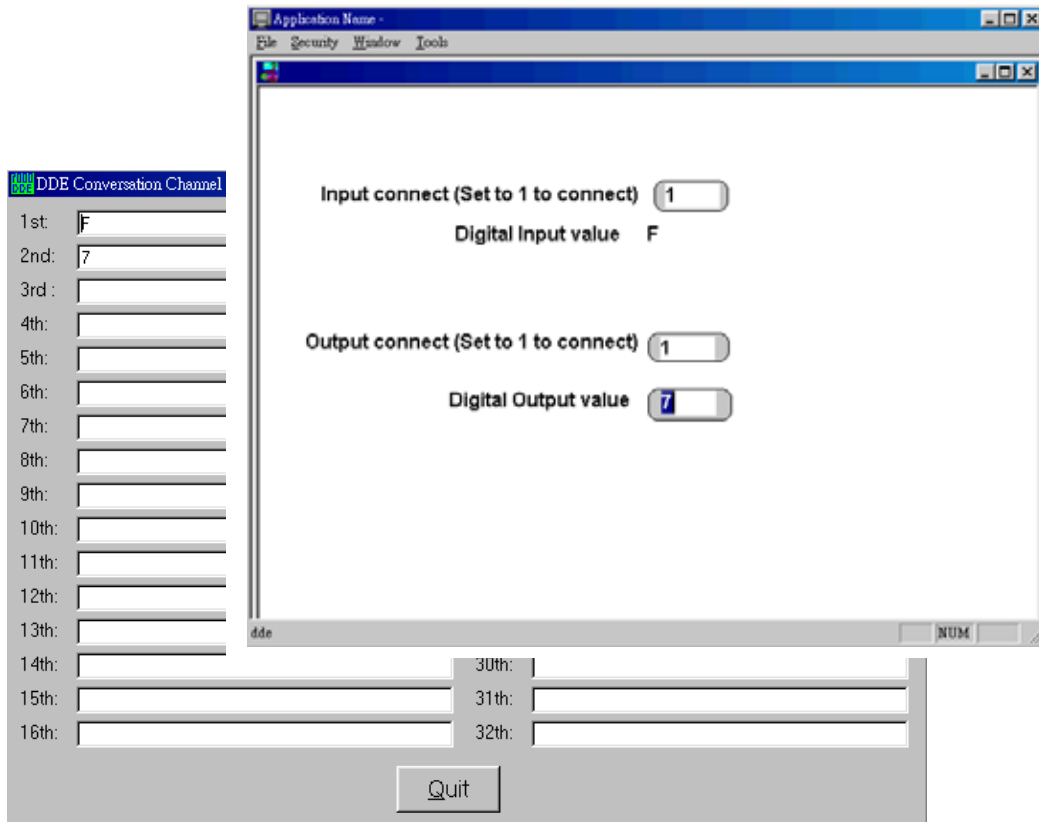 Application Name -
File Security Window Tools
Input connect (Set to 1 to connect) 1
Digital Input value F
Output connect (Set to 1 to connect) 1
Digital Output value 7
dde
NUM
DDE Conversation Channel
1st: F
2nd: 7
3rd :
4th:
5th:
6th:
7th:
8th:
9th:
10th:
11th:
12th:
13th:
14th: 30th:
15th: 31th:
16th: 32th:
Quit